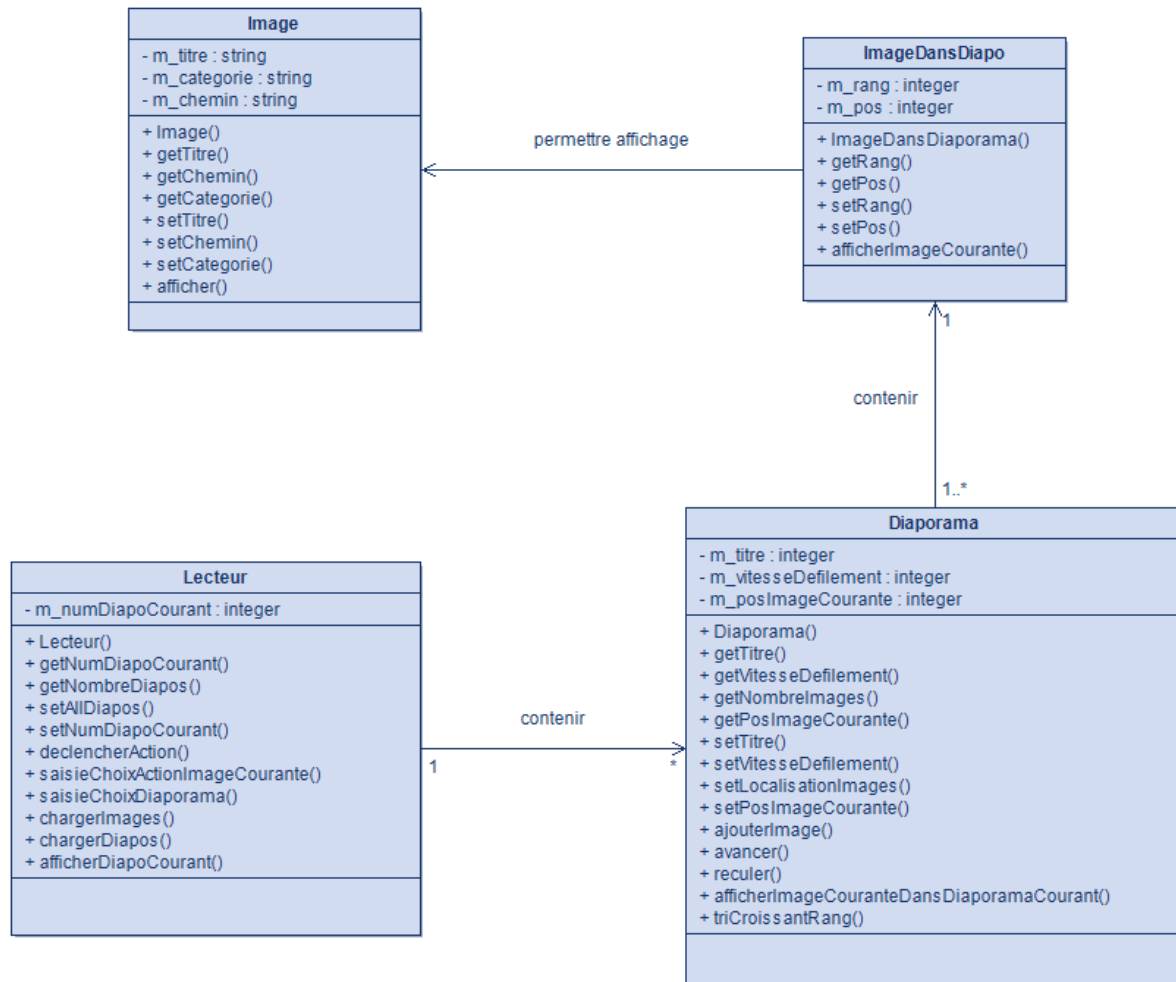 Image
- m_titre : string
- m_categorie : string
- m_chemin : string
+ Image()
+ getTitre()
+ getChemin()
+ getCategorie()
+ setTitre()
+ setChemin()
+ setCategorie()
+ afficher()
permettre affichage
ImageDansDiapo
- m_rang : integer
- m_pos : integer
+ ImageDansDiaporama()
+ getRang()
+ getPos()
+ setRang()
+ setPos()
+ afficherImageCourante()
1
contenir
1..*
Lecteur
- m_numDiapoCourant : integer
+ Lecteur()
+ getNumDiapoCourant()
+ getNombreDiapos()
+ setAllDiapos()
+ setNumDiapoCourant()
+ declencherAction()
+ saisieChoixActionImageCourante()
+ saisieChoixDiaporama()
+ chargerImages()
+ chargerDiapos()
+ afficherDiapoCourant()
contenir
1
*
Diaporama
- m_titre : integer
- m_vitesseDefilement : integer
- m_posImageCourante : integer
+ Diaporama()
+ getTitre()
+ getVitesseDefilement()
+ getNombreImages()
+ getPosImageCourante()
+ setTitre()
+ setVitesseDefilement()
+ setLocalisationImages()
+ setPosImageCourante()
+ ajouterImage()
+ avancer()
+ reculer()
+ afficherImageCouranteDansDiaporamaCourant()
+ triCroissantRang()